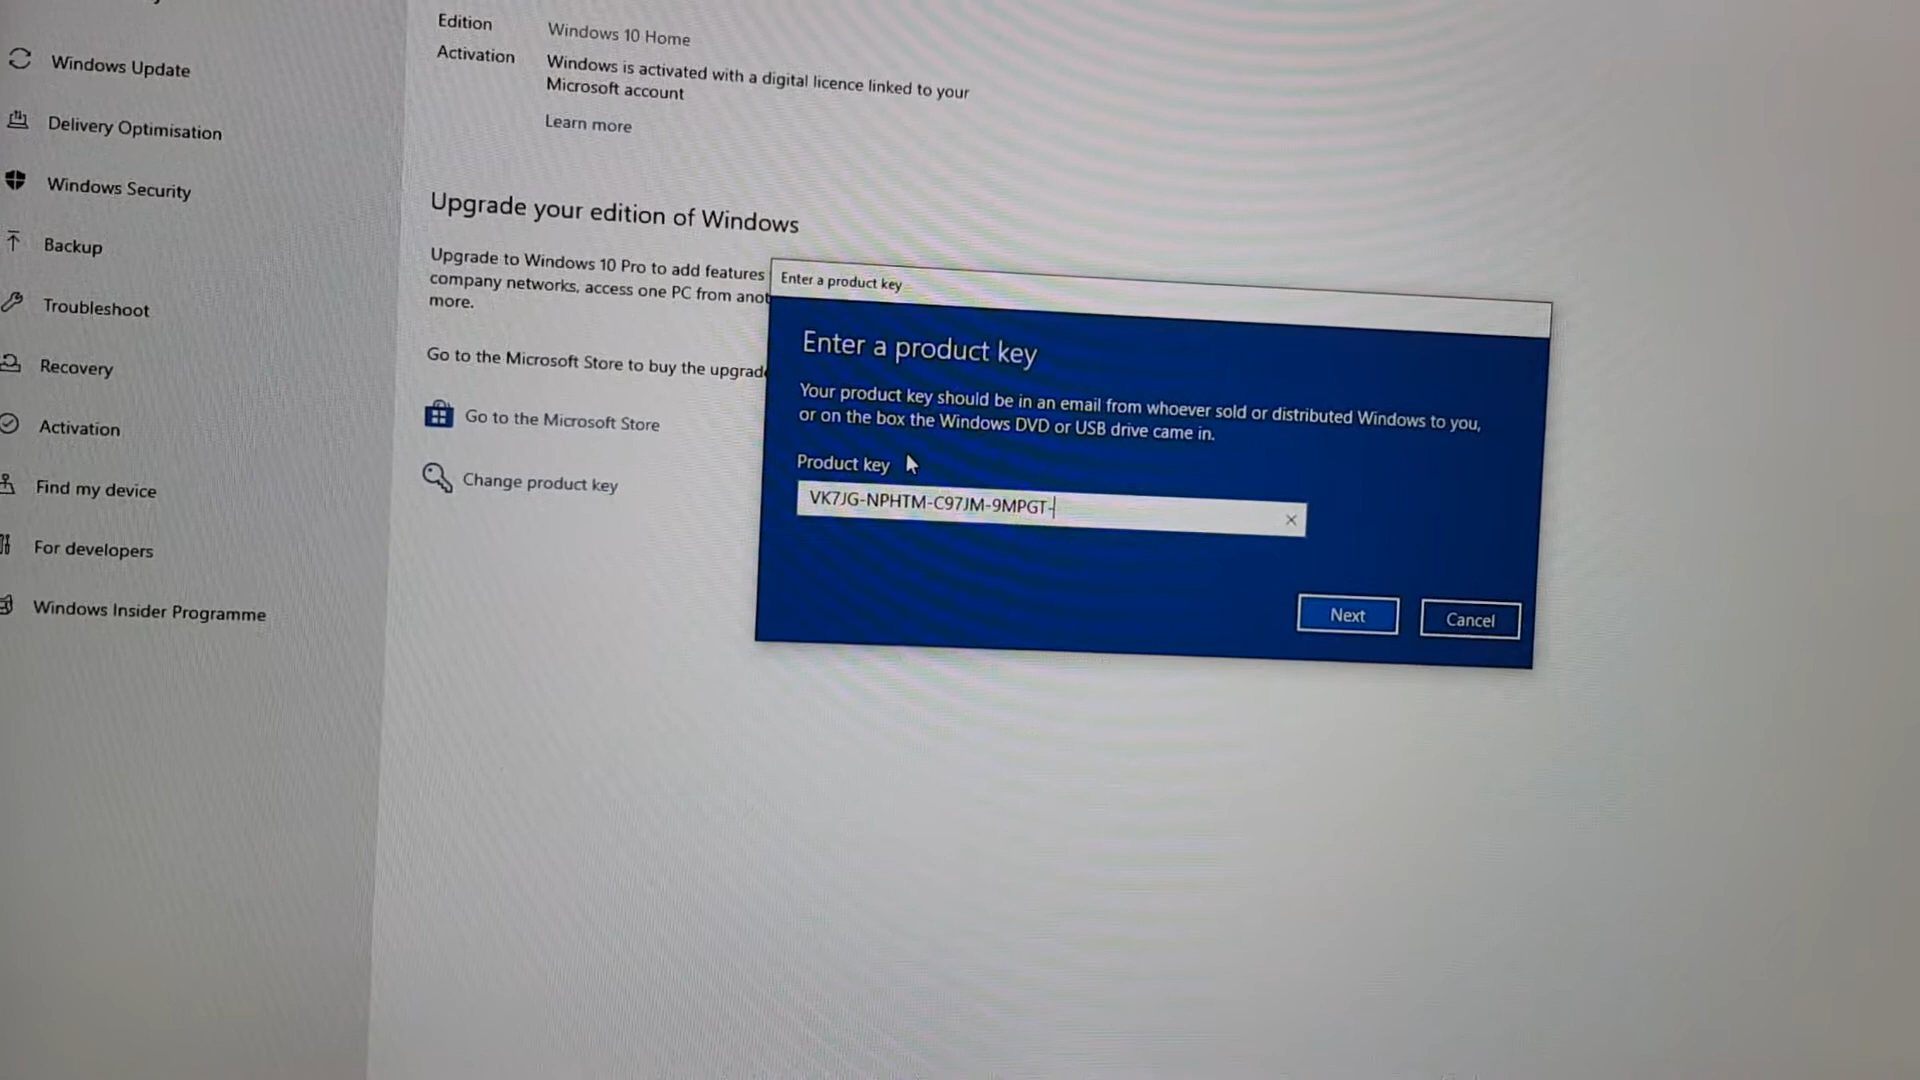 Edition
Windows 10 Home
Activation
Windows is activated with a digital licence linked to your
Microsoft account
Learn more
Windows Update
Delivery Optimisation
Windows Security
Backup
Troubleshoot
Recovery
Activation
Find my device
For developers
Windows Insider Programme
Upgrade your edition of Windows
Upgrade to Windows 10 Pro to add features
company networks, access one PC from
more.
Go to the Microsoft Store to buy the
Go to the Microsoft Store
Change product key
Enter a product key
Enter a product key
Your product key should be in an email from whoever sold or distributed Windows to you,
or on the box the Windows DVD or USB drive came in.
Product key
VK7JG-NPHTM-C97JM-9MPGT-
Next
Cancel